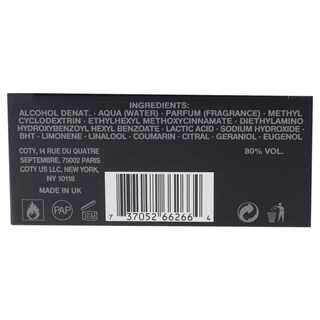 INGREDIENTS:
ALCOHOL DENAT. · AQUA (WATER) · PARFUM (FRAGRANCE) · METHYL
CYCLODEXTRIN · ETHYLHEXYL METHOXYCINNAMATE · DIETHYLAMINO
HYDROXYBENZOYL HEXYL BENZOATE · LACTIC ACID · SODIUM HYDROXIDE ·
BHT · LIMONENE · LINALOOL · COUMARIN · CITRAL · GERANIOL · EUGENOL
COTY, 14 RUE DU QUATRE
SEPTEMBRE, 75002 PARIS
COTY US LLC, NEW YORK,
NY 10118
80% VOL.
MADE IN UK
PAP
7 37052 66266 4